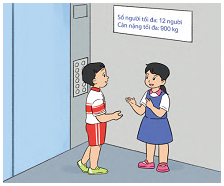 Số người tối đa: 12 người
Cân nặng tối đa: 900 kg